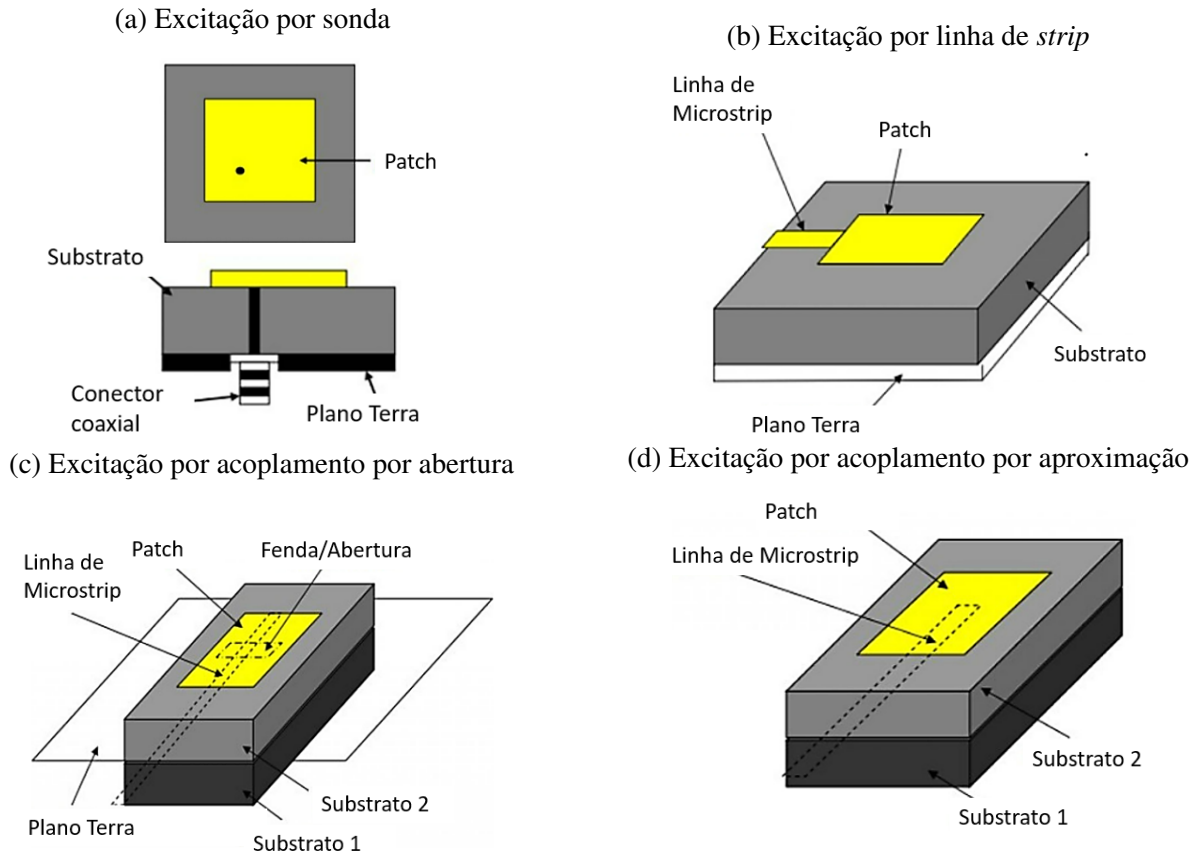 (a) Excitação por sonda
Patch
Substrato
Conector
coaxial
Plano Terra
(b) Excitação por linha de strip
Linha de
Microstrip
Patch
Substrato
Plano Terra
(c) Excitação por acoplamento por abertura
Patch
Fenda/Abertura
Linha de
Microstrip
Substrato 2
Plano Terra
Substrato 1
(d) Excitação por acoplamento por aproximação
Patch
Linha de Microstrip
Substrato 2
Substrato 1